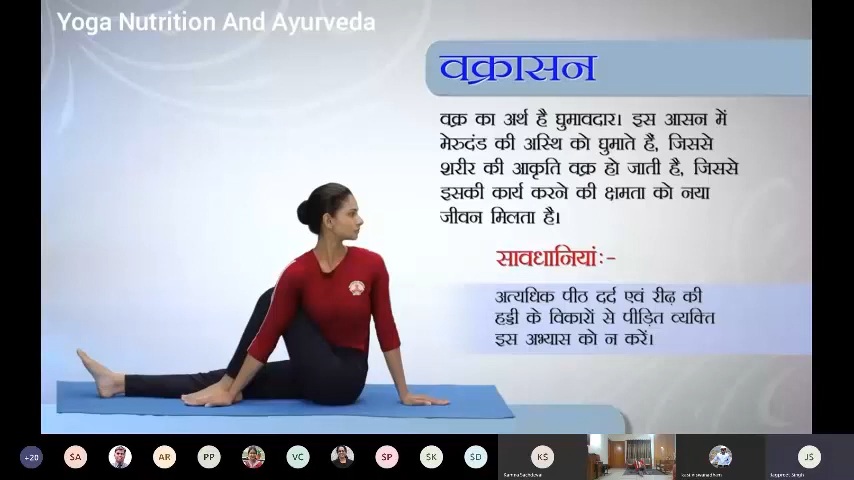 Yoga Nutrition And Ayurveda
वक्रासन
वक्र का अर्थ है घुमावदार। इस आसन में
मेरुदंड की अस्थि को घुमाते हैं, जिससे
शरीर की आकृति वक्र हो जाती है, जिससे
इसकी कार्य करने की क्षमता को नया
जीवन मिलता है।
सावधानियां:-
अत्यधिक पीठ दर्द एवं रीढ़ की
हड्डी के विकारों से पीड़ित व्यक्ति
इस अभ्यास को न करें।
+20 SA AR PP VC SP SK SD KS JS